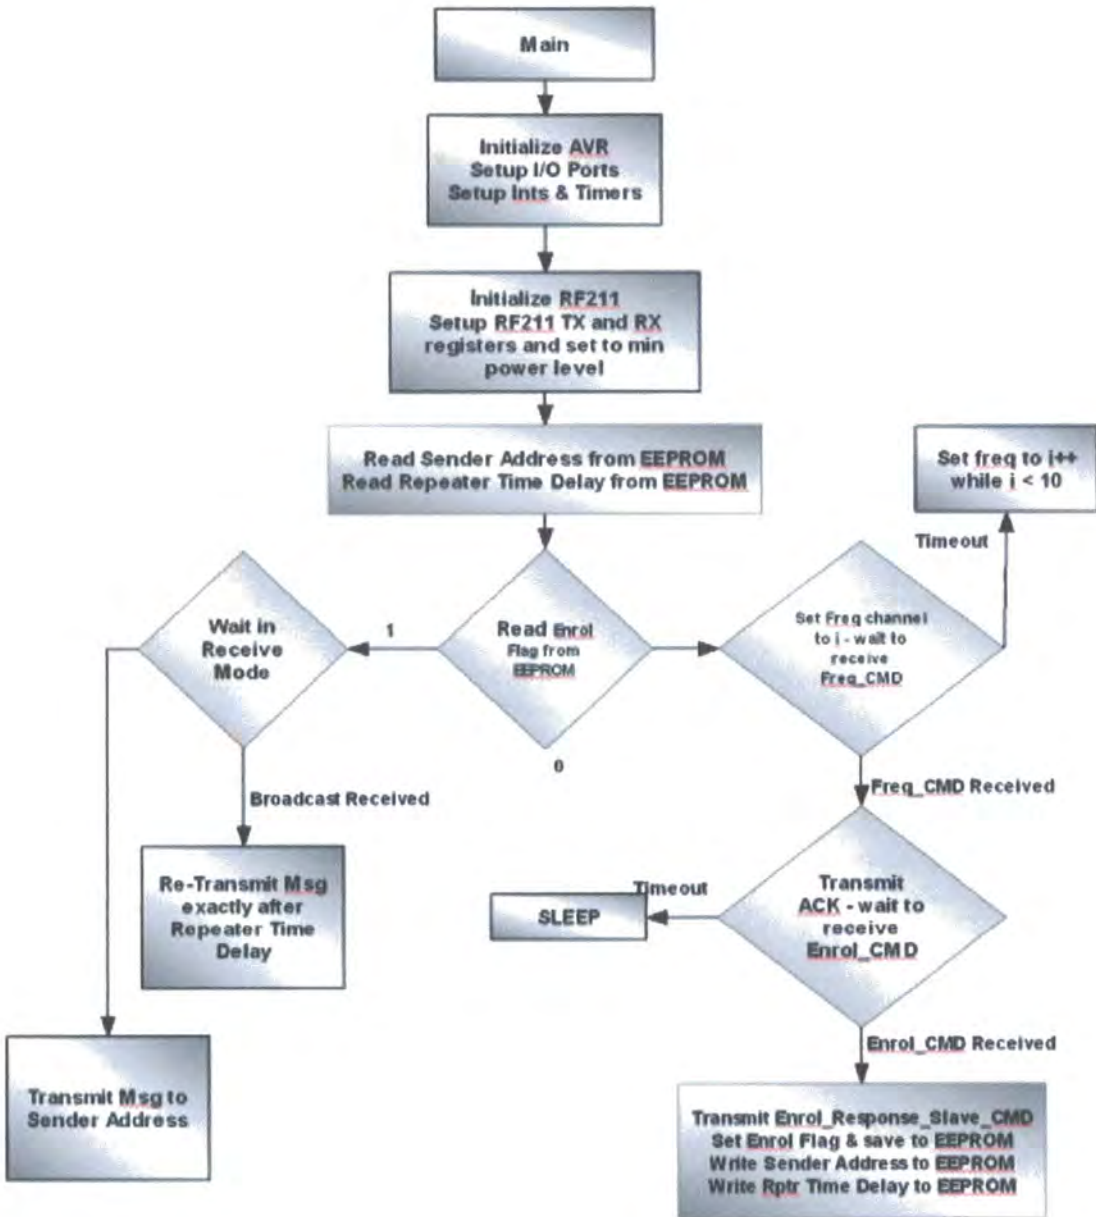 Main
Initialize AVR
Setup I/O Ports
Setup Ints & Timers
Initialize RF211
Setup RF211 TX and RX
registers and set to min
power level
Read Sender Address from EEPROM
Read Repeater Time Delay from EEPROM
Set freq to i++
while i < 10
Timeout
Wait in
Receive
Mode
1
Read Enrol
Flag from
EEPROM
0
Set Freq channel
to i - wait to
receive
Freq_CMD
Broadcast Received
Freq_CMD Received
Re-Transmit Msg
exactly after
Repeater Time
Delay
SLEEP
Timeout
Transmit
ACK - wait to
receive
Enrol_CMD
Enrol_CMD Received
Transmit Msg to
Sender Address
Transmit Enrol_Response_Slave_CMD
Set Enrol Flag & save to EEPROM
Write Sender Address to EEPROM
Write Rptr Time Delay to EEPROM